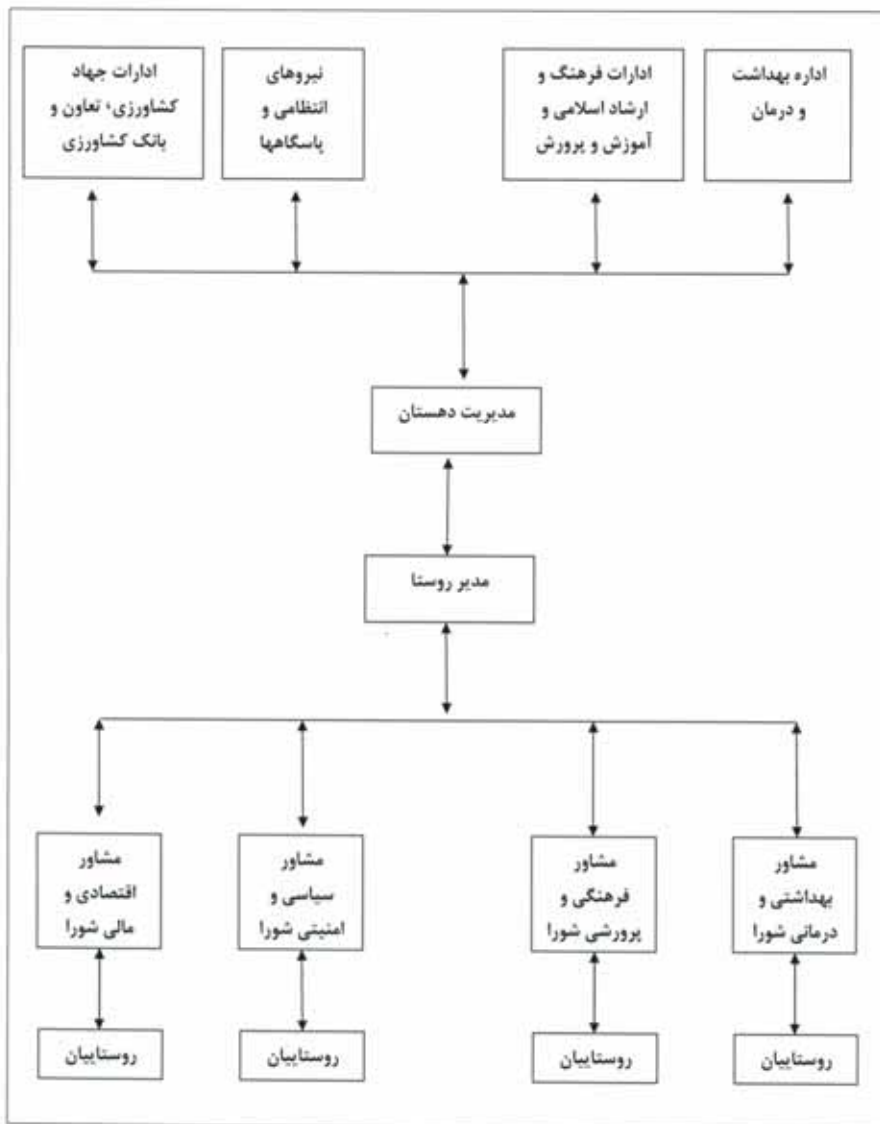 اداره بهداشت
و درمان
ادارات فرهنگ و
ارشاد اسلامی و
آموزش و پرورش
نیروهای
انتظامی و
پاسگاهها
ادارات جهاد
کشاورزی، تعاون و
بانک کشاورزی
مدیریت دهستان
مدیر روستا
مشاور
بهداشتی و
درمانی شورا
مشاور
فرهنگی و
پرورشی شورا
مشاور
سیاسی و
امنیتی شورا
مشاور
اقتصادی و
مالی شورا
روستاییان
روستاییان
روستاییان
روستاییان